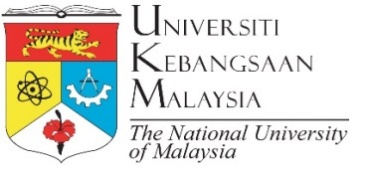 UNIVERSITI
KEBANGSAAN
MALAYSIA
The National University
of Malaysia